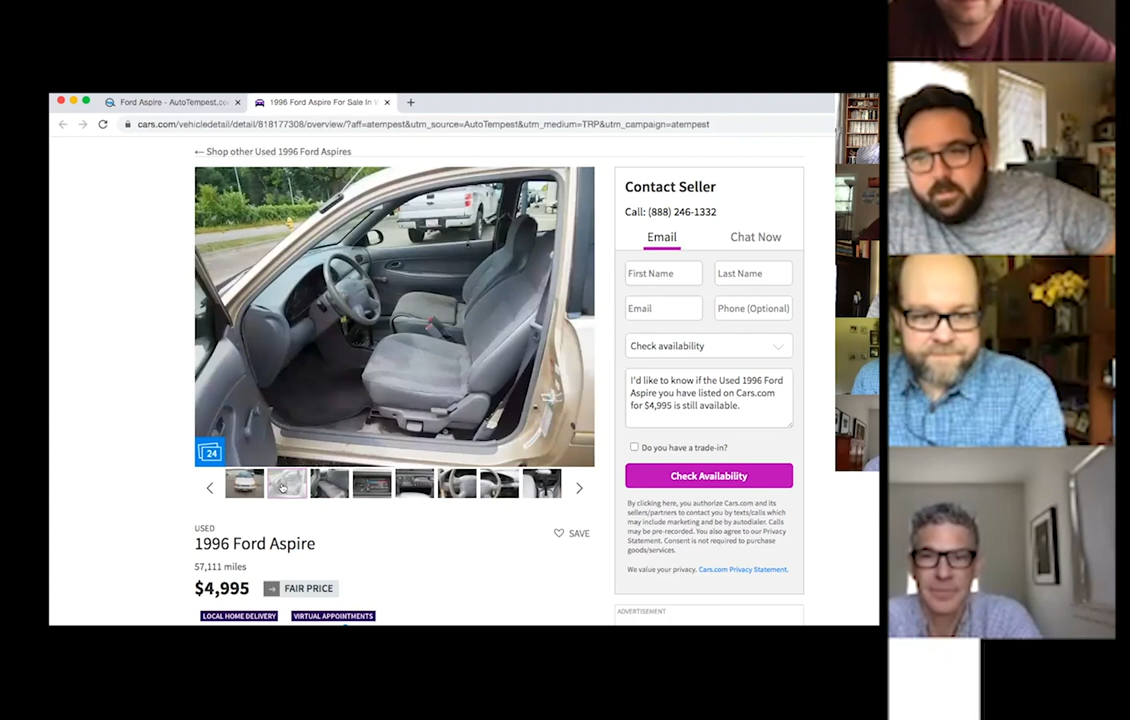 Ford Aspire - AutoTempest.co
1996 Ford Aspire For Sale In
cars.com/vehicledetail/detail/818177308/overview/?aff=atempest&utm_source=AutoTempest&utm_medium=TRP&utm_campaign=atempest
← Shop other Used 1996 Ford Aspires
24
USED
1996 Ford Aspire
SAVE
57,111 miles
$4,995
FAIR PRICE
LOCAL HOME DELIVERY
VIRTUAL APPOINTMENTS
Contact Seller
Call: (888) 246-1332
Email
Chat Now
First Name
Last Name
Email
Phone (Optional)
Check availability
I'd like to know if the Used 1996 Ford
Aspire you have listed on Cars.com
for $4,995 is still available.
Do you have a trade-in?
Check Availability
By clicking here, you authorize Cars.com and its
sellers/partners to contact you by texts/calls which
may include marketing and be by autodialer. Calls
may be pre-recorded. You also agree to our Privacy
Statement. Consent is not required to purchase
goods/services.
We value your privacy. Cars.com Privacy Statement.
ADVERTISEMENT